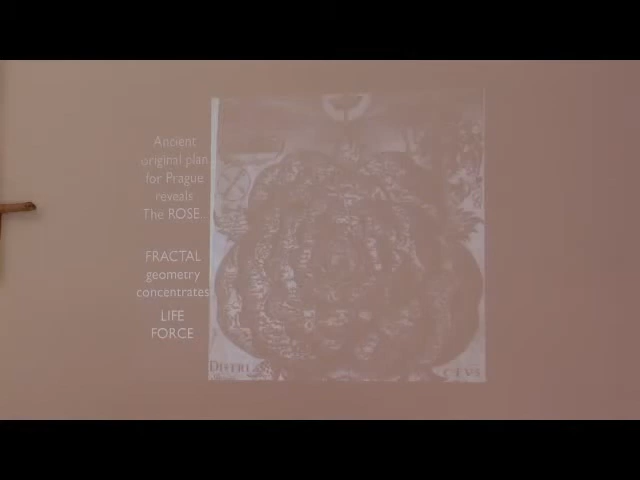 Ancient
original plan
for Prague
reveals
The ROSE..
FRACTAL
geometry
concentrates
LIFE
FORCE